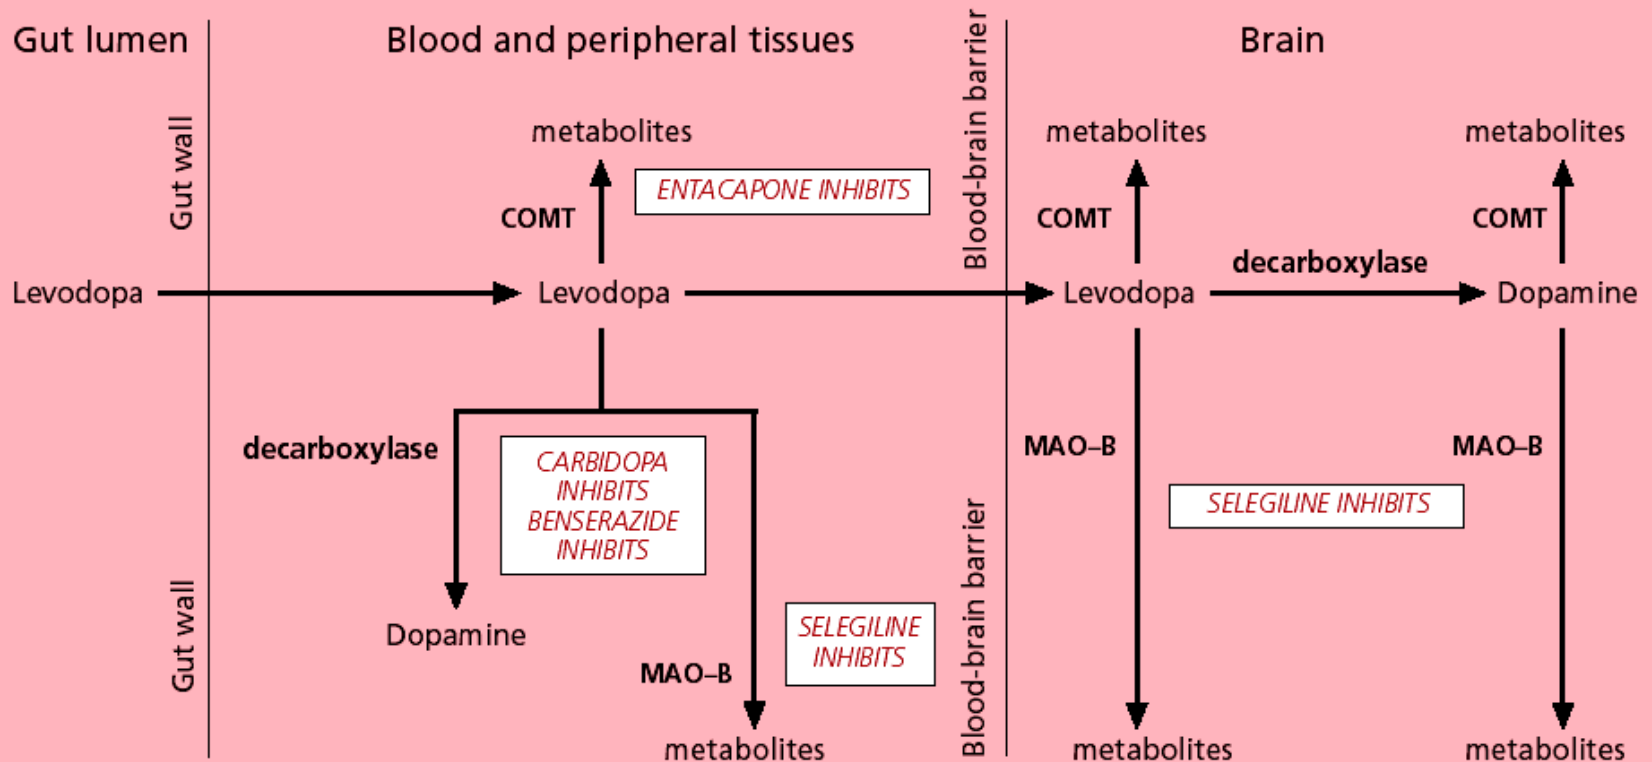 Gut lumen
Blood and peripheral tissues
Brain
Gut wall
Blood-brain barrier
metabolites
metabolites
metabolites
ENTACAPONE INHIBITS
COMT
COMT
COMT
decarboxylase
Levodopa
Levodopa
Levodopa
Dopamine
decarboxylase
CARBIDOPA
INHIBITS
BENSERAZIDE
INHIBITS
MAO–B
MAO–B
SELEGILINE INHIBITS
Gut wall
Blood-brain barrier
Dopamine
SELEGILINE
INHIBITS
MAO–B
metabolites
metabolites
metabolites